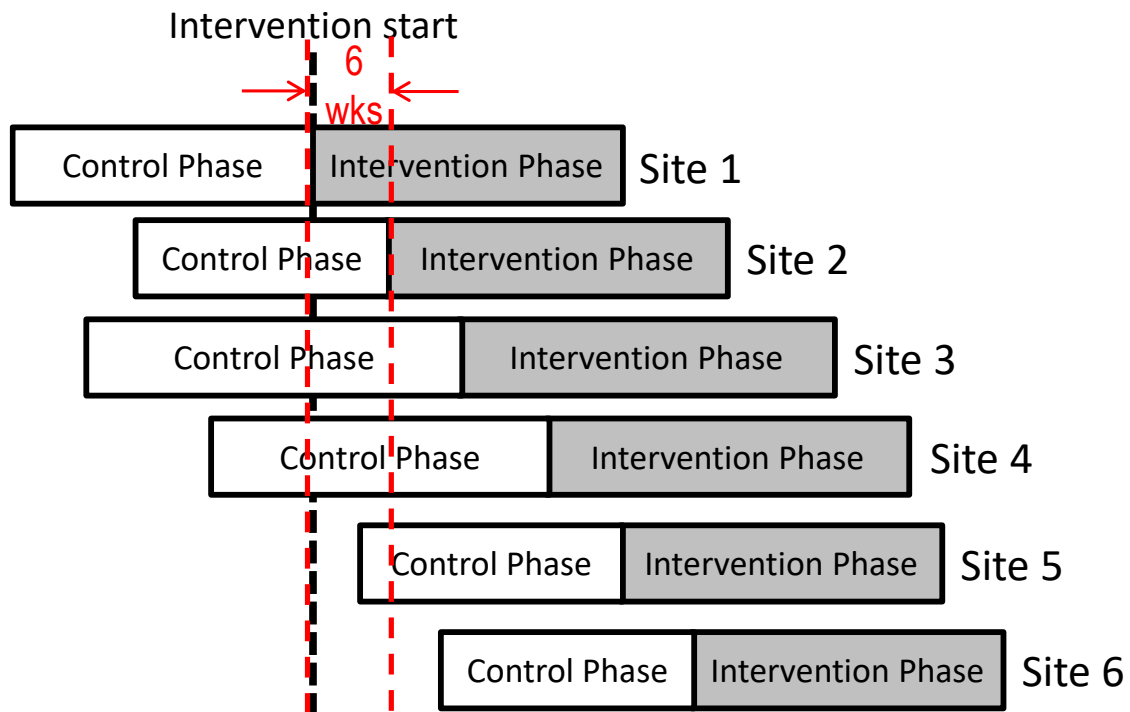 Intervention start
6
wks
Control Phase Intervention Phase Site 1
Control Phase Intervention Phase Site 2
Control Phase Intervention Phase Site 3
Control Phase Intervention Phase Site 4
Control Phase Intervention Phase Site 5
Control Phase Intervention Phase Site 6